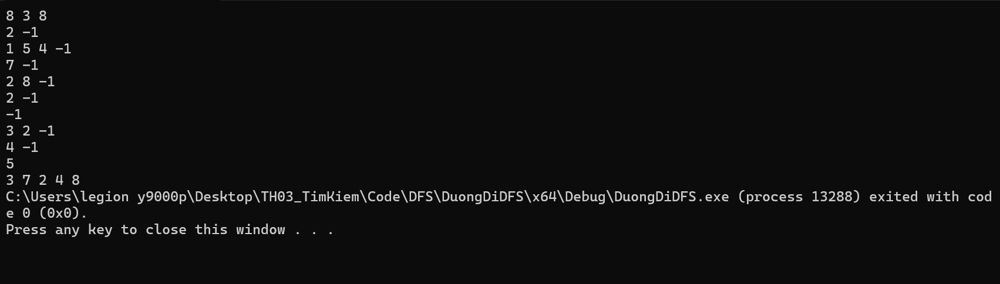 8 3 8
2 -1
1 5 4 -1
7 -1
2 8 -1
2 -1
-1
3 2 -1
4 -1
5
3 7 2 4 8
C:\Users\legion y9000p\Desktop\TH03_TimKiem\Code\DFS\DuongDiDFS\x64\Debug\DuongDiDFS.exe (process 13288) exited with cod
e 0 (0x0).
Press any key to close this window . . .